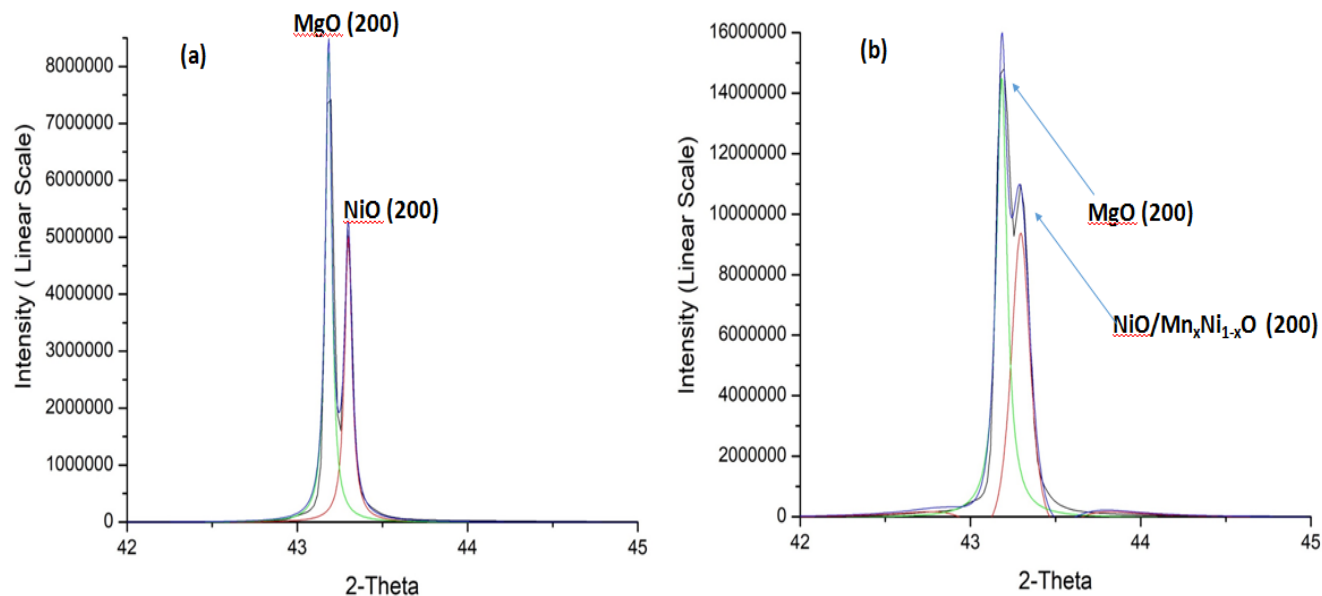 MgO (200)
(a)
NiO (200)
8000000
7000000
6000000
5000000
4000000
3000000
2000000
1000000
0
42
43
44
45
Intensity ( Linear Scale)
2-Theta
(b)
MgO (200)
NiO/MnxNi1-xO (200)
16000000
14000000
12000000
10000000
8000000
6000000
4000000
2000000
0
42
43
44
45
Intensity (Linear Scale)
2-Theta